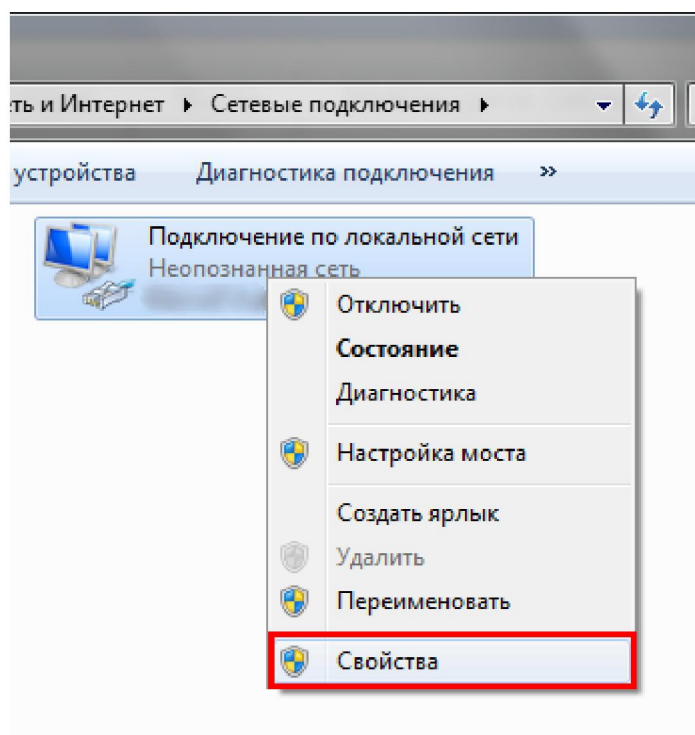 ть и Интернет ▸ Сетевые подключения ▸
устройства Диагностика подключения »
Подключение по локальной сети
Неопознанная сеть
Отключить
Состояние
Диагностика
Настройка моста
Создать ярлык
Удалить
Переименовать
Свойства